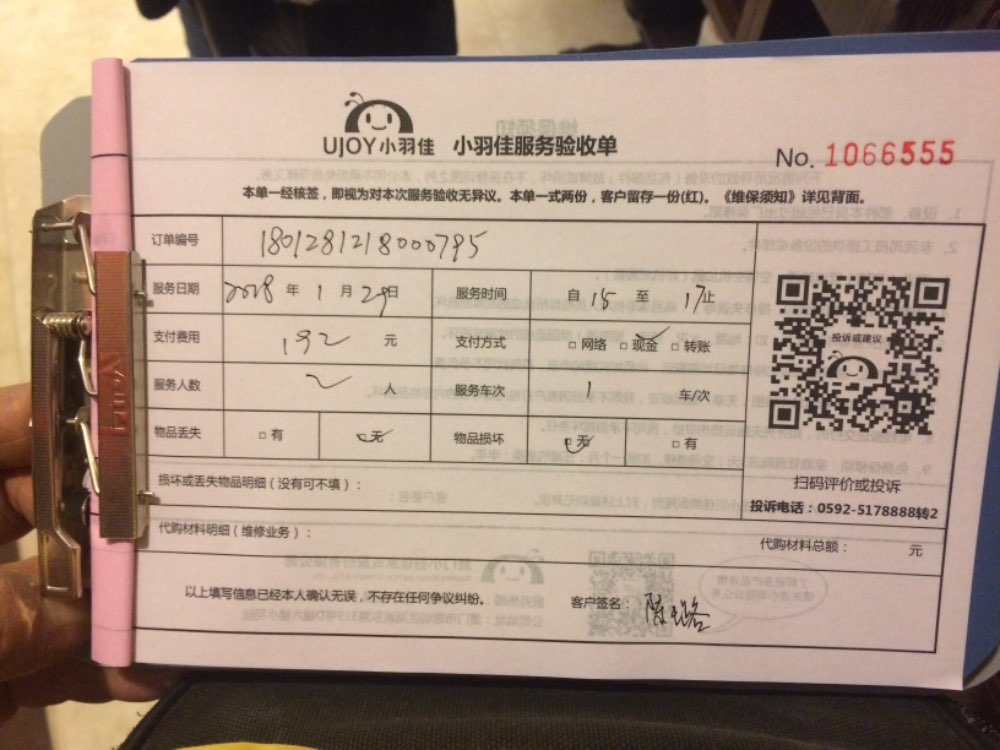 UJOY小羽佳 小羽佳服务验收单
No. 1066555
本单一经核签，即视为对本次服务验收无异议。本单一式两份，客户留存一份(红)。《维保须知》详见背面。
订单编号 1801281218000795
服务日期 2018 年 1 月 29 日 服务时间 自 15 至 17 止
支付费用 192 元 支付方式 □网络 □现金 □转账
服务人数 2 人 服务车次 1 车/次
物品丢失 □有 □无 物品损坏 □无 □有
投诉或建议
扫码评价或投诉
投诉电话：0592-5178888转2
损坏或丢失物品明细（没有可不填）：
代购材料明细（维修业务）： 代购材料总额： 元
以上填写信息已经本人确认无误，不存在任何争议纠纷。 客户签名：